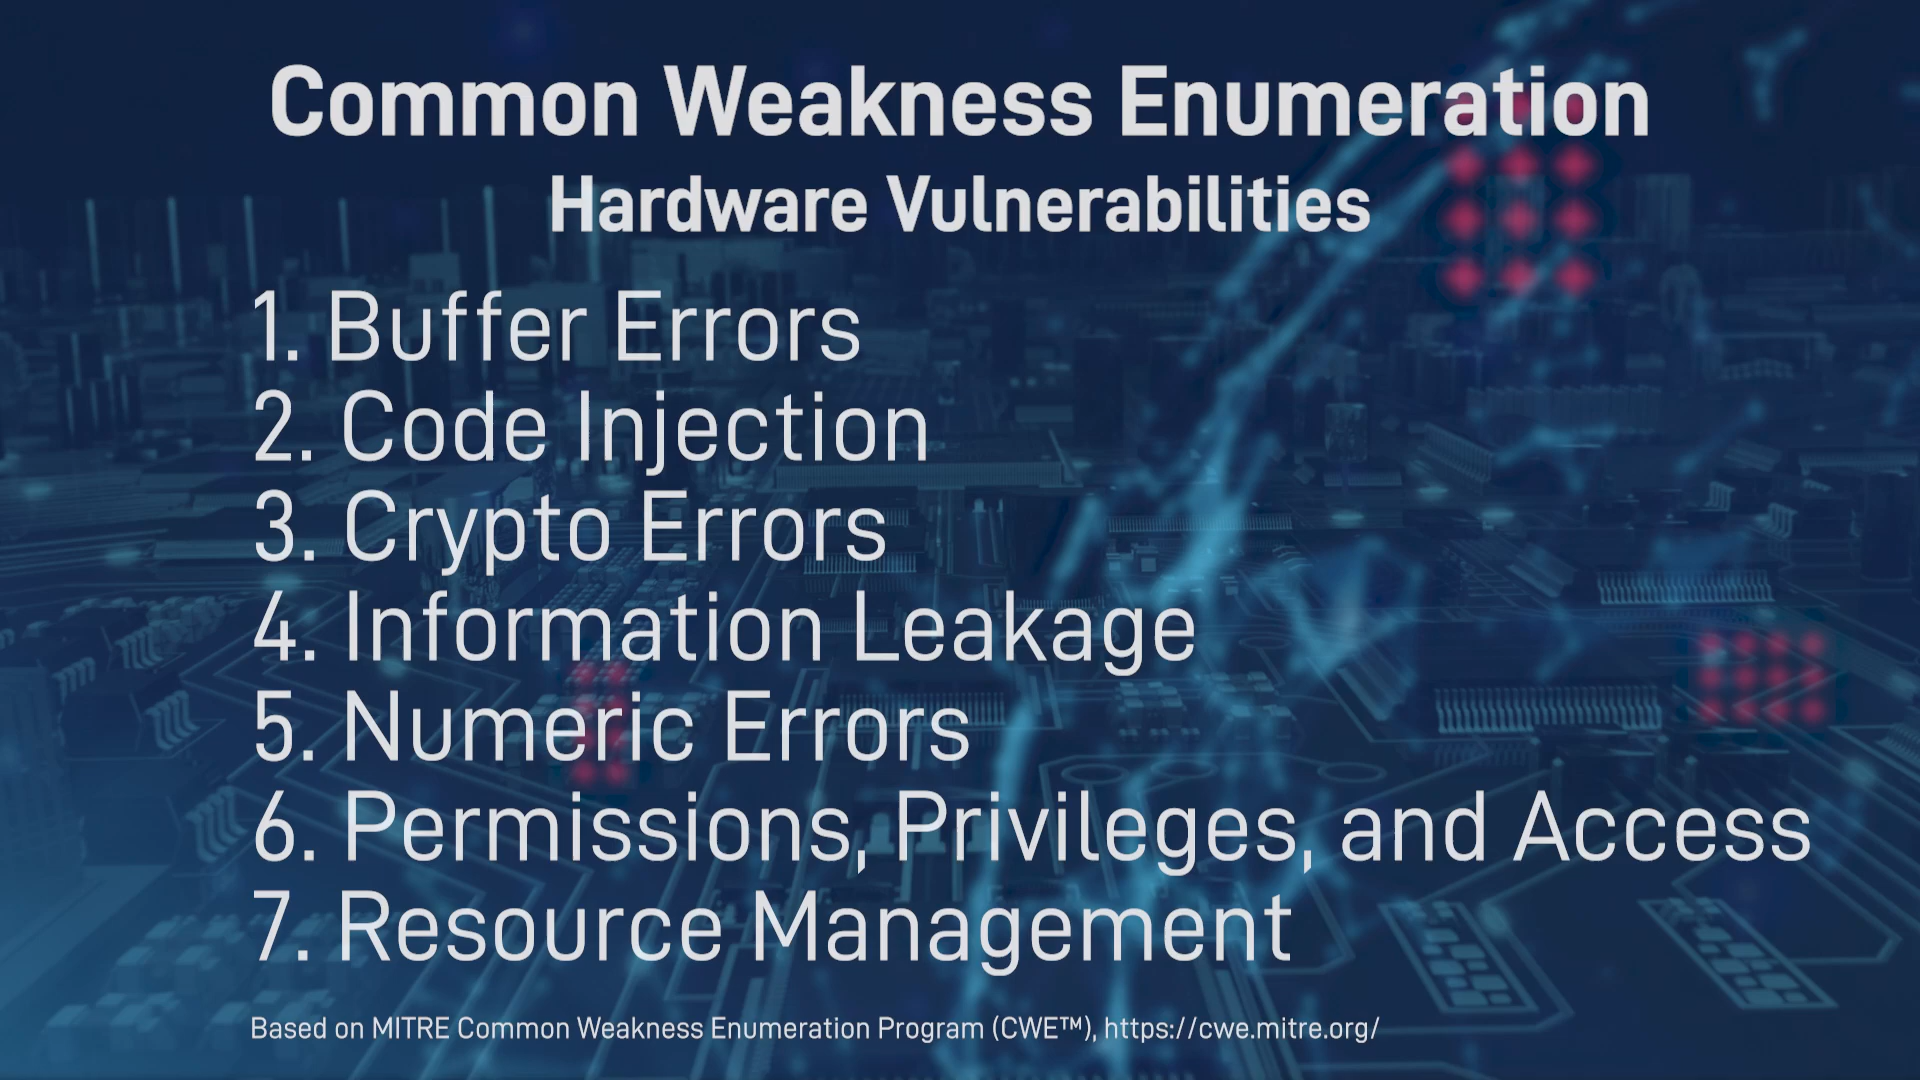 Common Weakness Enumeration
Hardware Vulnerabilities
1. Buffer Errors
2. Code Injection
3. Crypto Errors
4. Information Leakage
5. Numeric Errors
6. Permissions, Privileges, and Access
7. Resource Management
Based on MITRE Common Weakness Enumeration Program (CWE™), https://cwe.mitre.org/